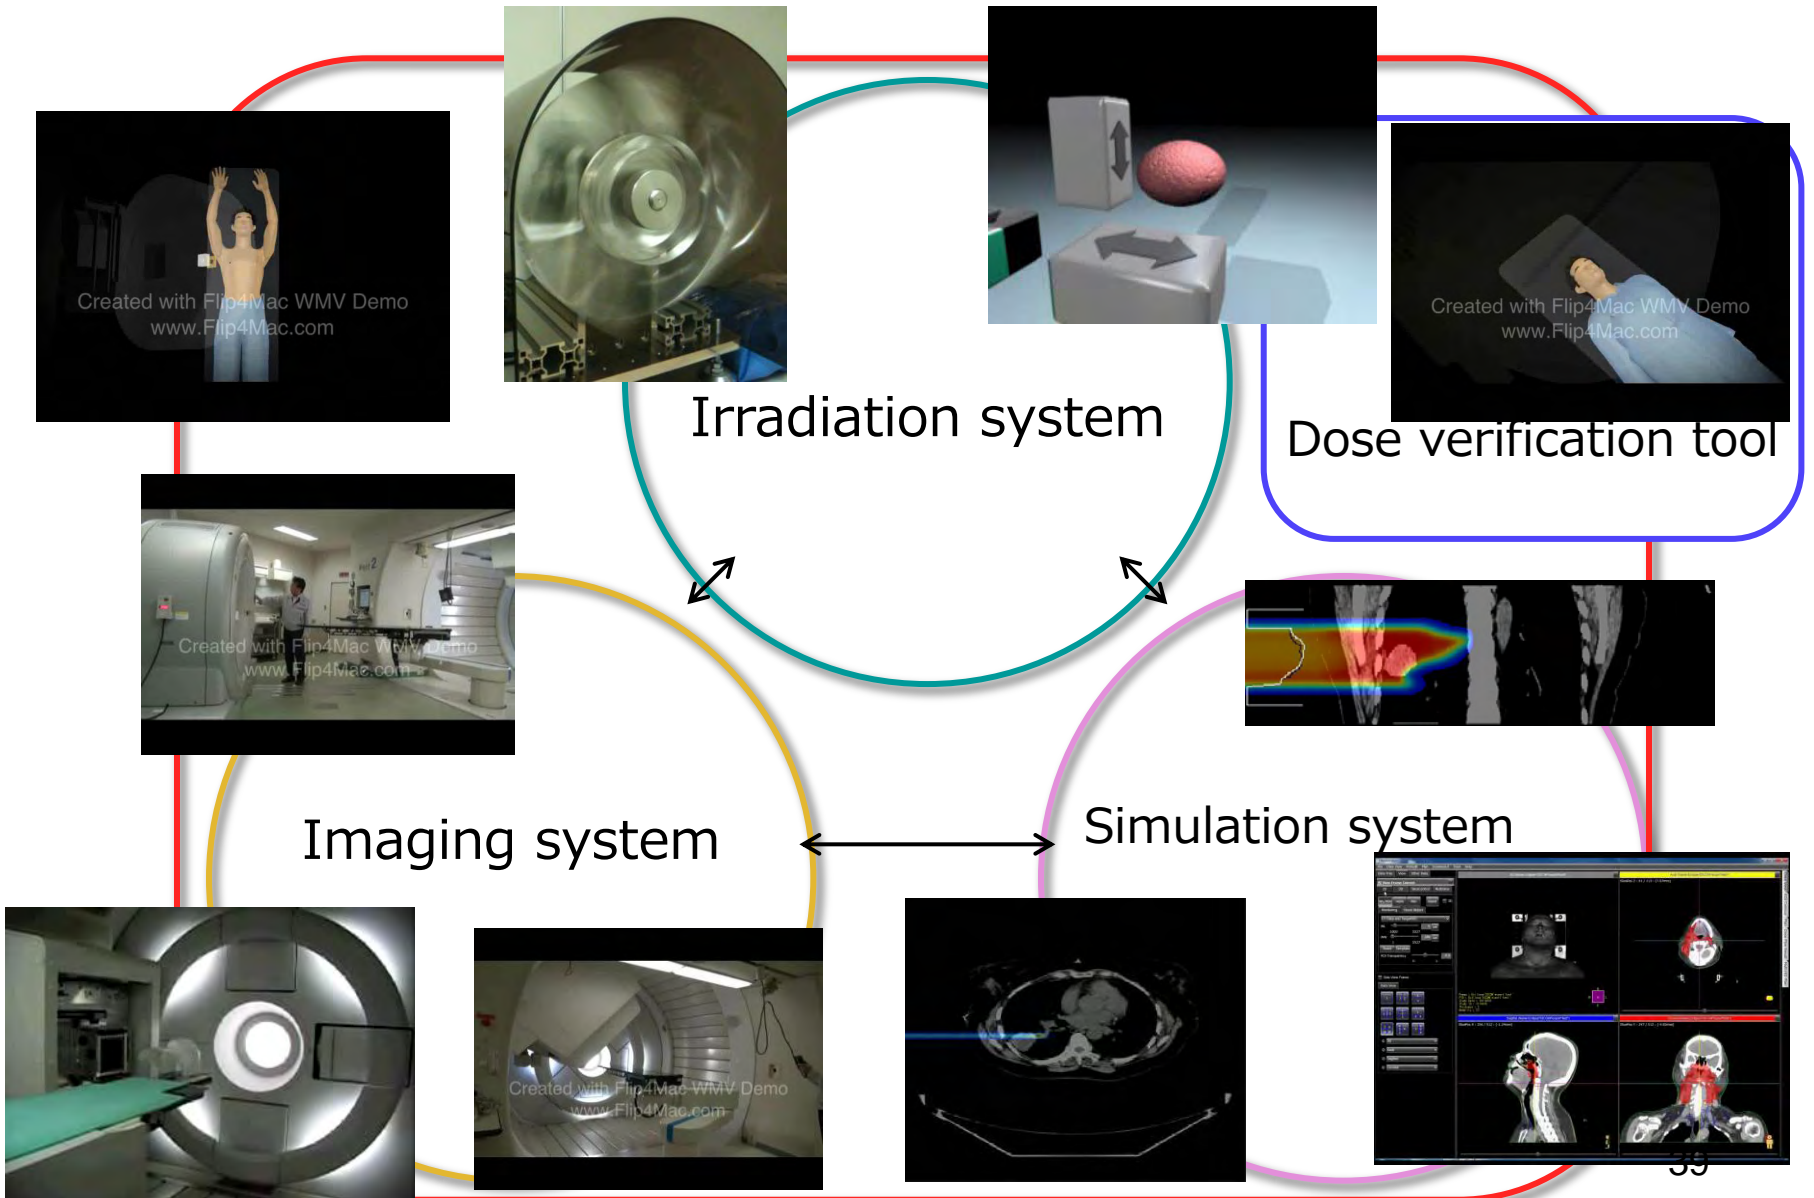 Created with Flip4Mac WMV Demo
www.Flip4Mac.com
Created with Flip4Mac WMV Demo
www.Flip4Mac.com
Irradiation system
Dose verification tool
Created with Flip4Mac WMV Demo
www.Flip4Mac.com
Imaging system
Simulation system
Created with Flip4Mac WMV Demo
www.Flip4Mac.com
39